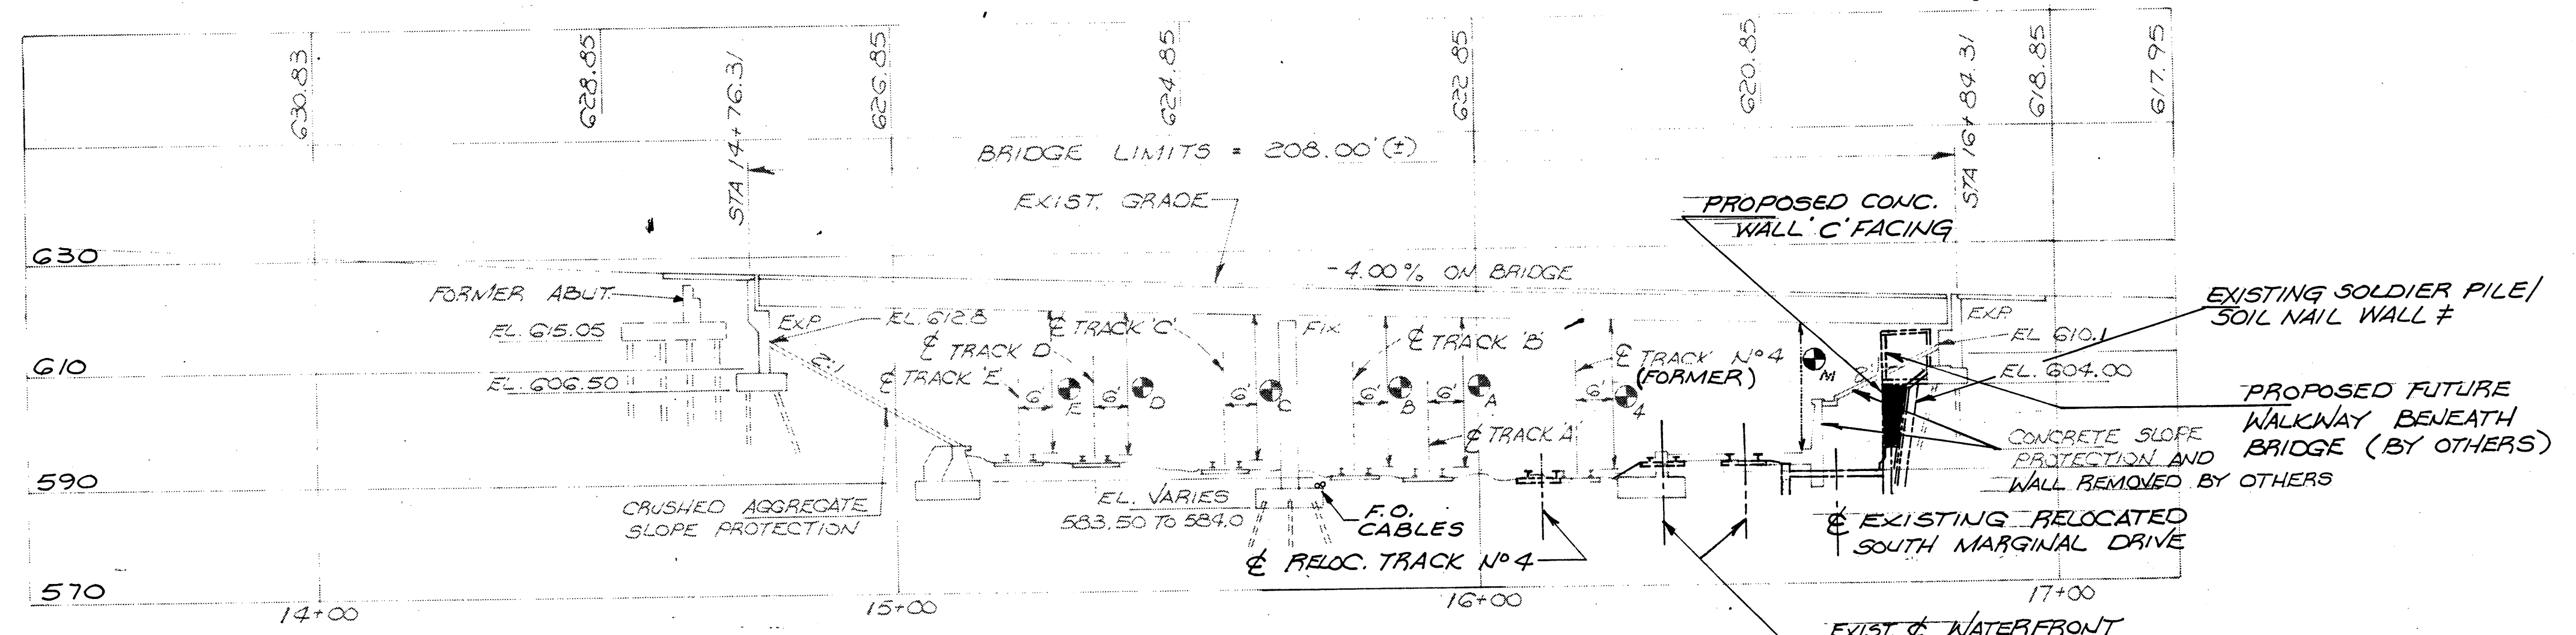 630.83
628.85
STA 14+76.31
626.85
624.85
622.85
620.85
STA 16+84.31
618.85
617.95
BRIDGE LIMITS = 208.00' (±)
EXIST. GRADE
PROPOSED CONC.
WALL 'C' FACING
630
-4.00% ON BRIDGE
FORMER ABUT.
EL. 615.05
EXP.
EL. 612.8
℄ TRACK 'C'
FIX
℄ TRACK 'B'
℄ TRACK D
℄ TRACK 'E'
℄ TRACK Nº 4
(FORMER)
EXP.
EL 610.1
EXISTING SOLDIER PILE/
SOIL NAIL WALL ‡
610
EL. 606.50
2:1
6'
E
6'
D
6'
C
6'
B
6'
A
6'
4
M
EL. 604.00
℄ TRACK 'A'
PROPOSED FUTURE
WALKWAY BENEATH
BRIDGE (BY OTHERS)
CONCRETE SLOPE
PROTECTION AND
WALL REMOVED BY OTHERS
590
CRUSHED AGGREGATE
SLOPE PROTECTION
EL. VARIES
583.50 TO 584.0
F.O.
CABLES
℄ RELOC. TRACK Nº 4
℄ EXISTING RELOCATED
SOUTH MARGINAL DRIVE
570
14+00
15+00
16+00
17+00
EXIST. ℄ WATERFRONT